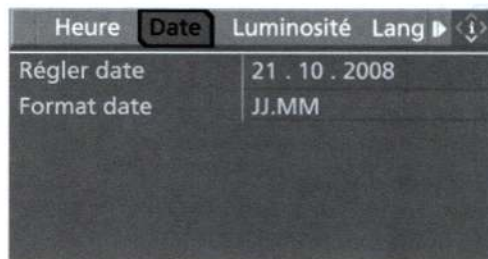 Heure Date Luminosité Lang
Régler date 21 . 10 . 2008
Format date JJ.MM